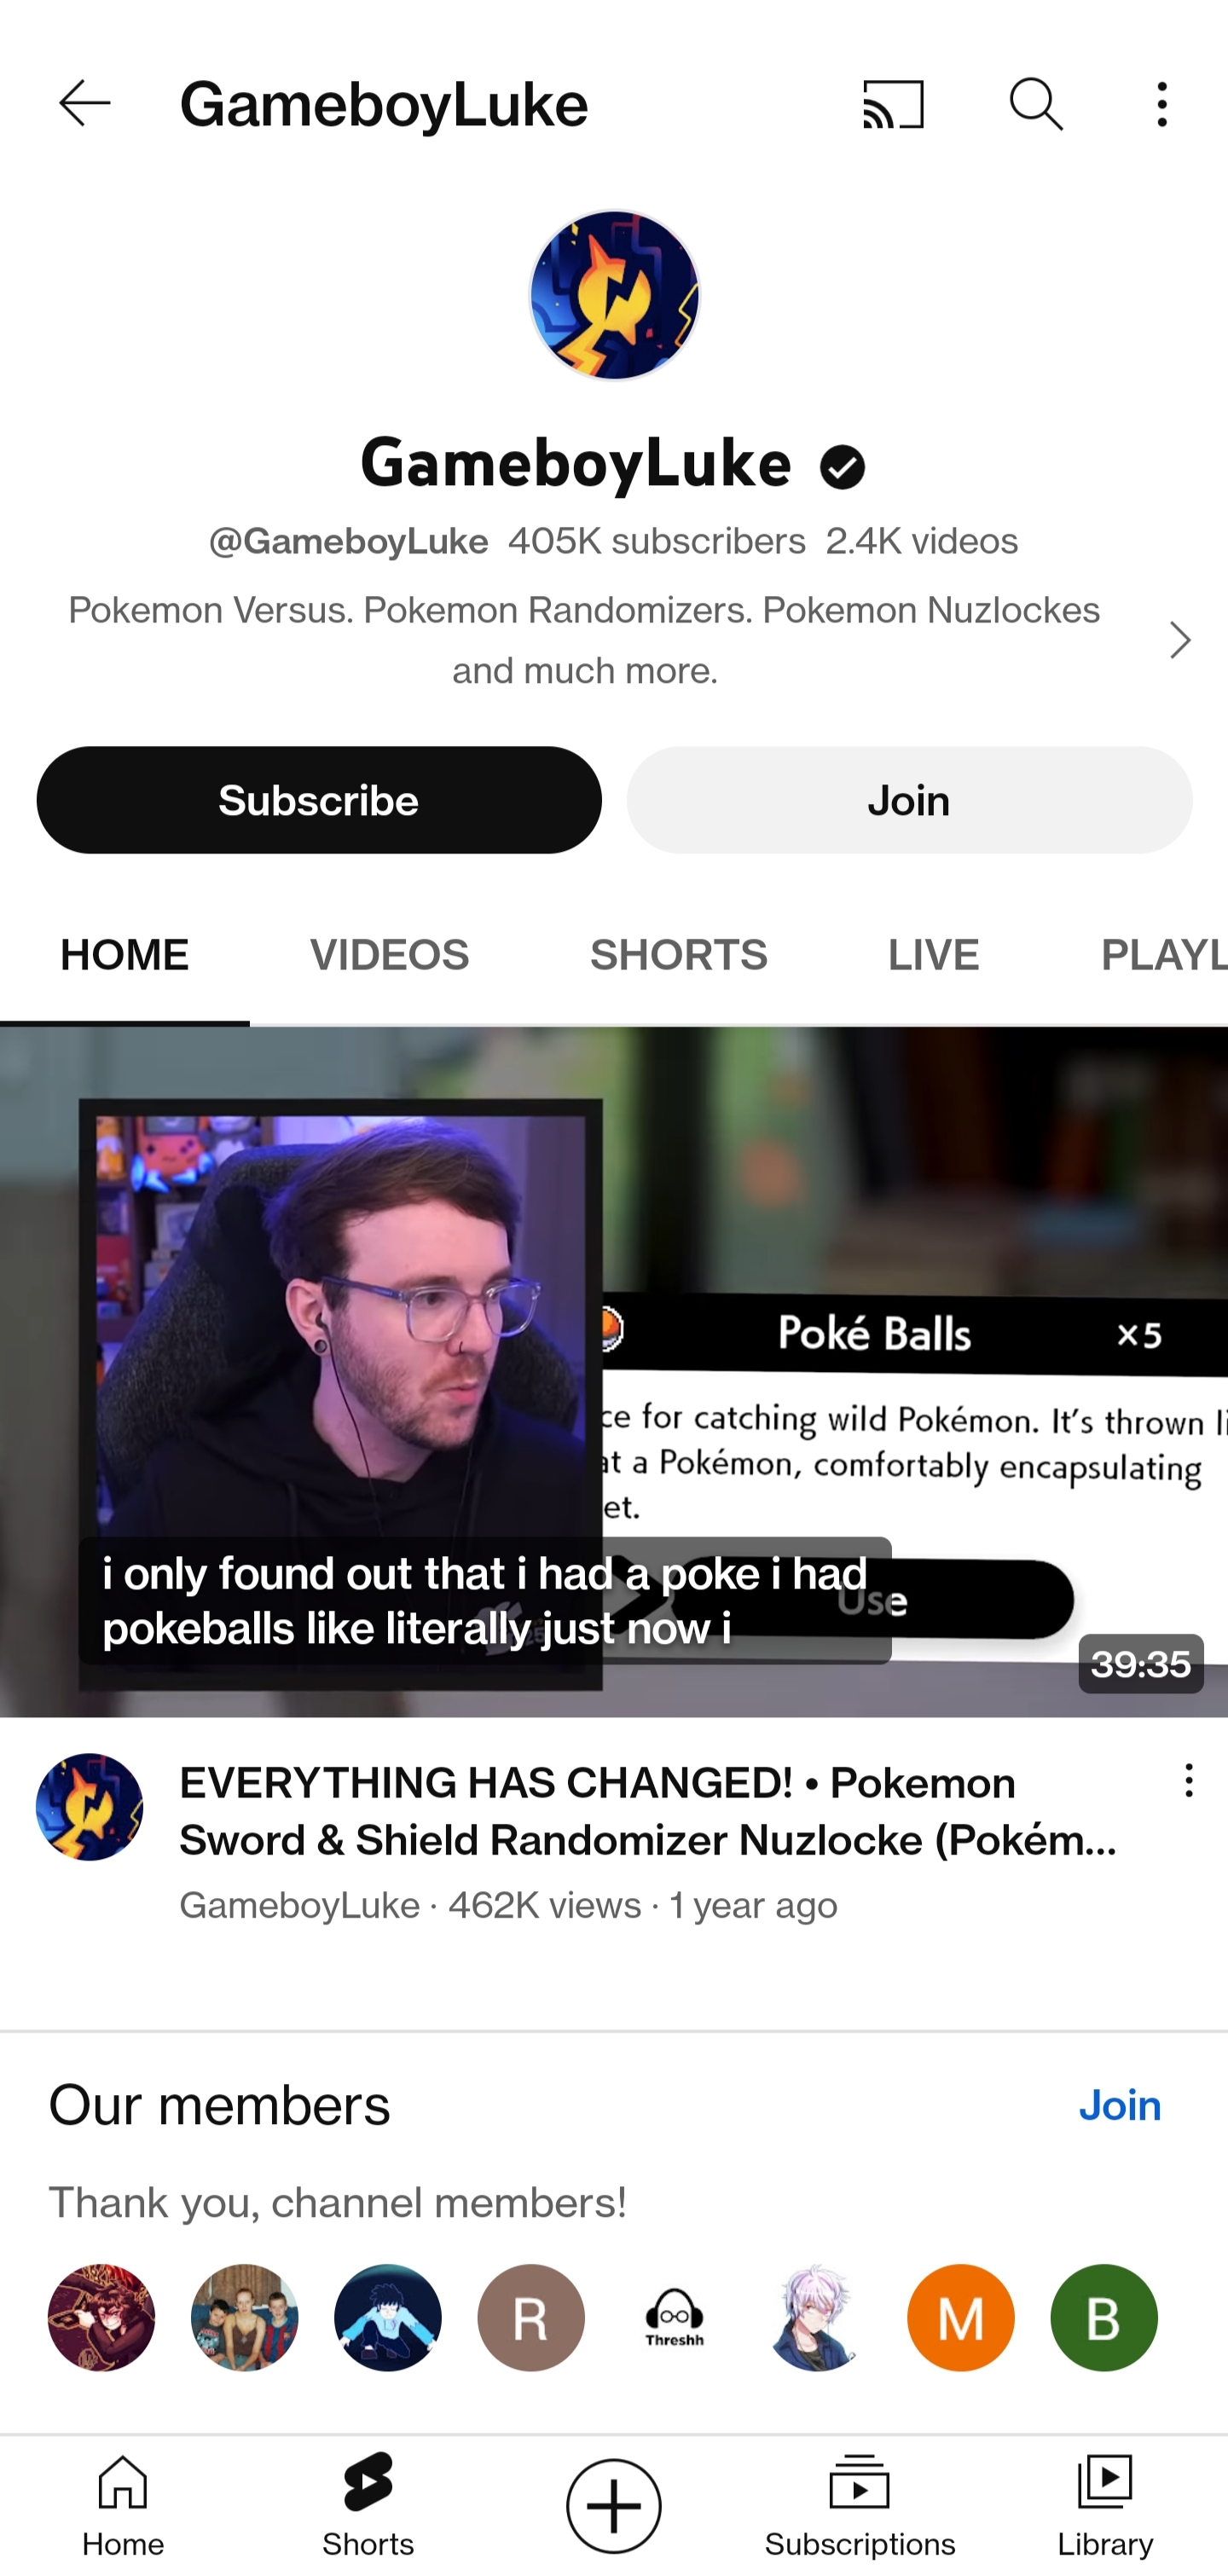 GameboyLuke
GameboyLuke
@GameboyLuke 405K subscribers 2.4K videos
Pokemon Versus. Pokemon Randomizers. Pokemon Nuzlockes
and much more.
Subscribe
Join
HOME VIDEOS SHORTS LIVE PLAYL
Poké Balls ×5
ce for catching wild Pokémon. It's thrown li
at a Pokémon, comfortably encapsulating
et.
Use
i only found out that i had a poke i had
pokeballs like literally just now i
39:35
EVERYTHING HAS CHANGED! • Pokemon
Sword & Shield Randomizer Nuzlocke (Pokém...
GameboyLuke · 462K views · 1 year ago
Our members
Join
Thank you, channel members!
R
Threshh
M
B
Home
Shorts
Subscriptions
Library